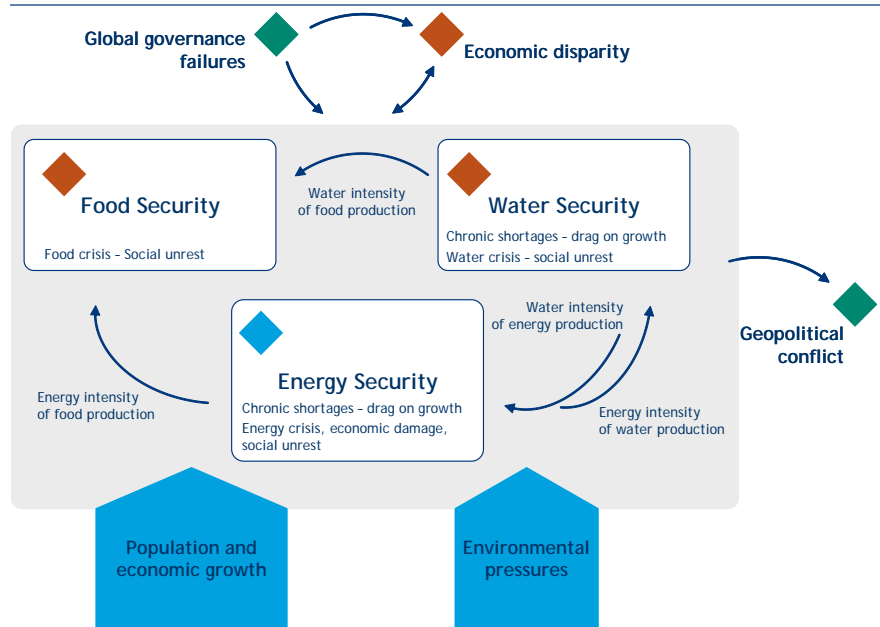 Global governance
failures
Economic disparity
Food Security
Food crisis – Social unrest
Water intensity
of food production
Water Security
Chronic shortages – drag on growth
Water crisis – social unrest
Geopolitical
conflict
Water intensity
of energy production
Energy Security
Chronic shortages – drag on growth
Energy crisis, economic damage,
social unrest
Energy intensity
of food production
Energy intensity
of water production
Population and
economic growth
Environmental
pressures